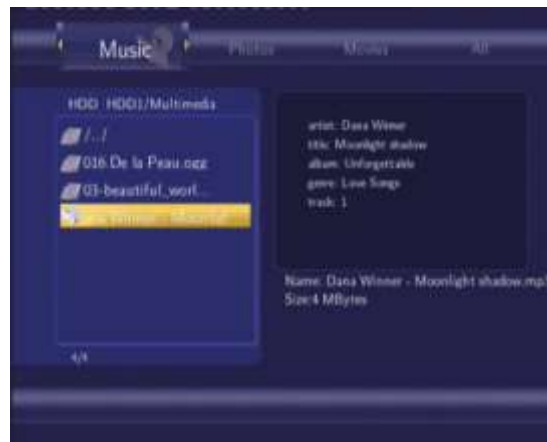 Music
Photos
Movies
All
HDD HDD1/Multimedia
/../
016.De la Peau.ogg
03-beautiful_worl...
4/4
artist: Dana Winner
title: Moonlight shadow
album: Unforgettable
genre: Love Songs
track: 1
Name: Dana Winner - Moonlight shadow.mp
Size:4 MBytes